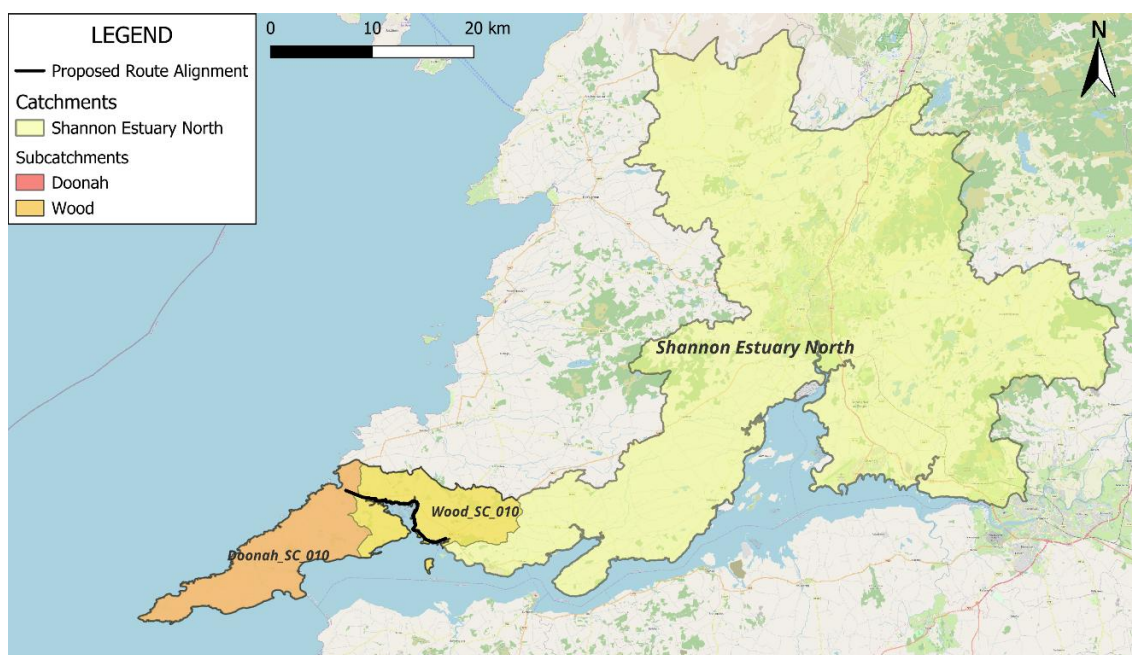 LEGEND
Proposed Route Alignment
Catchments
Shannon Estuary North
Subcatchments
Doonah
Wood
0 10 20 km
N
Shannon Estuary North
Wood_SC_010
Doonah_SC_010